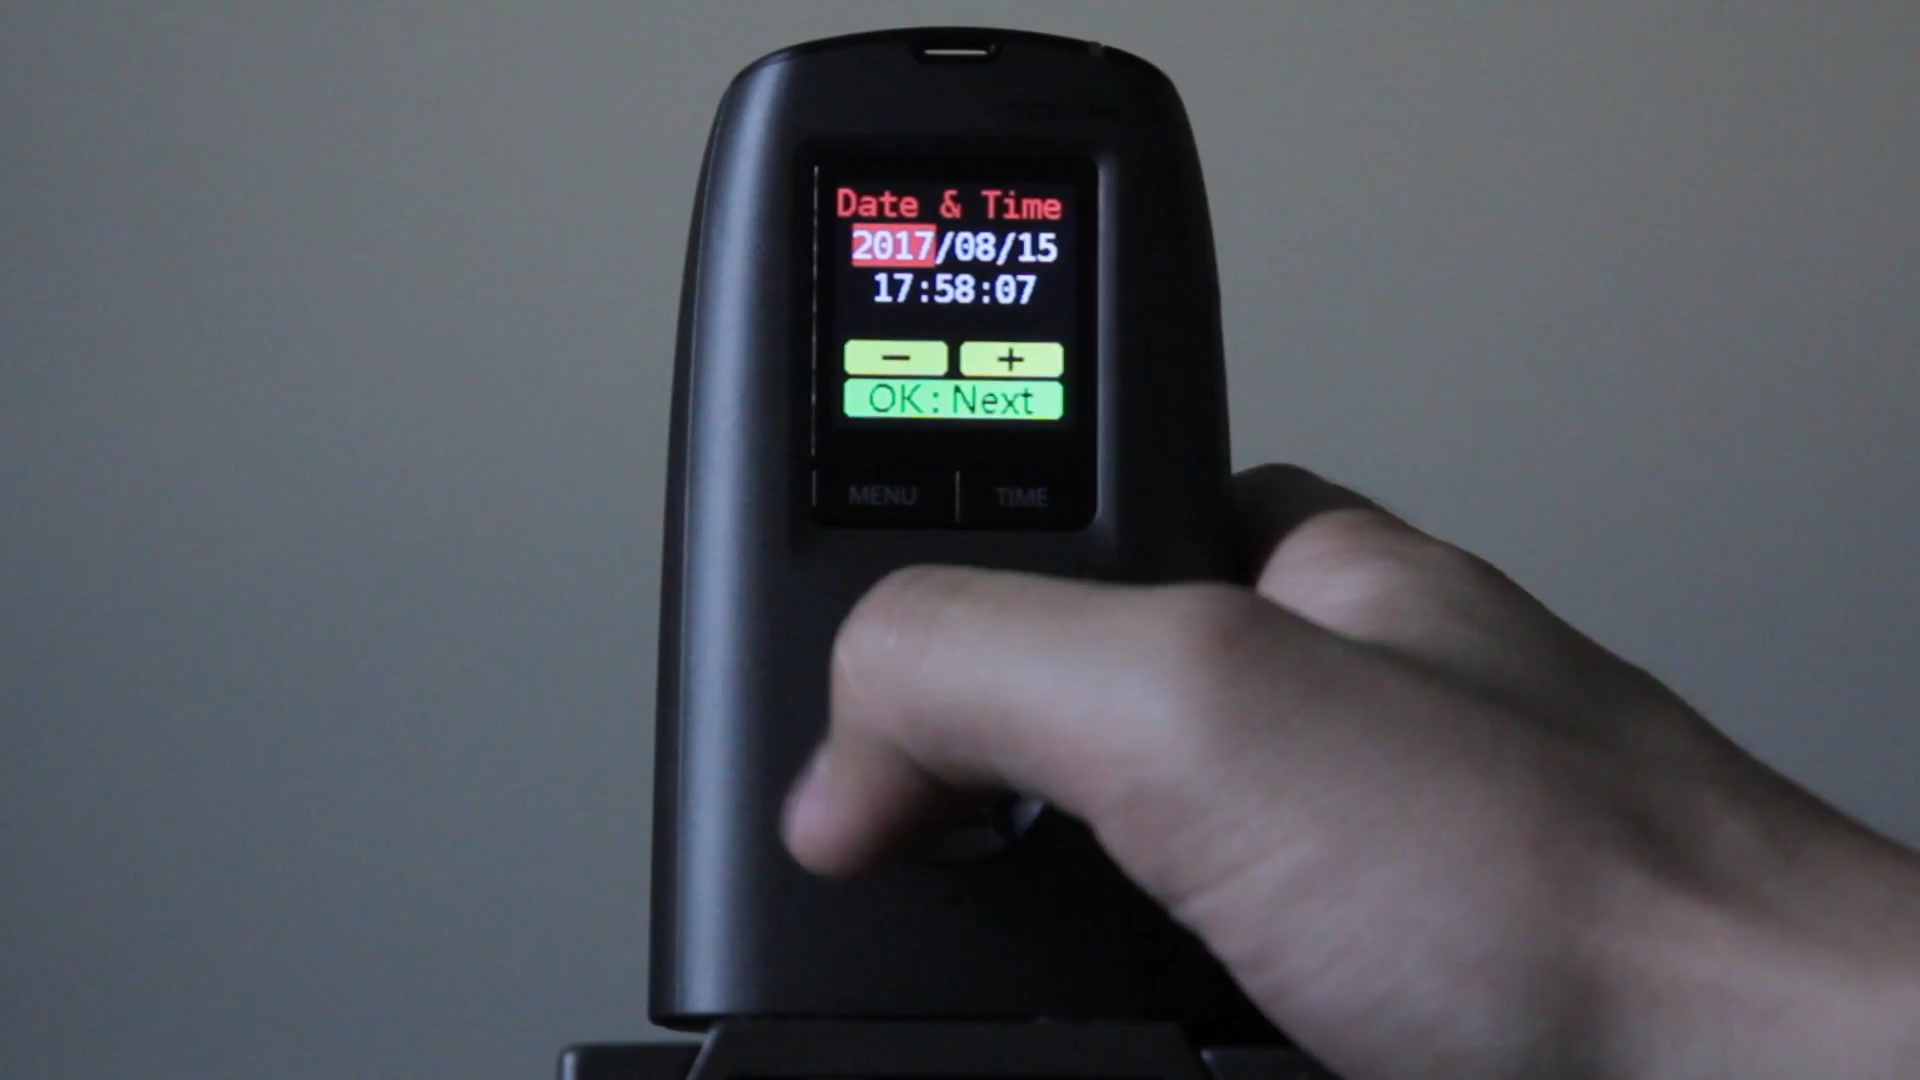 Date & Time
2017/08/15
17:58:07
− +
OK: Next
MENU TIME